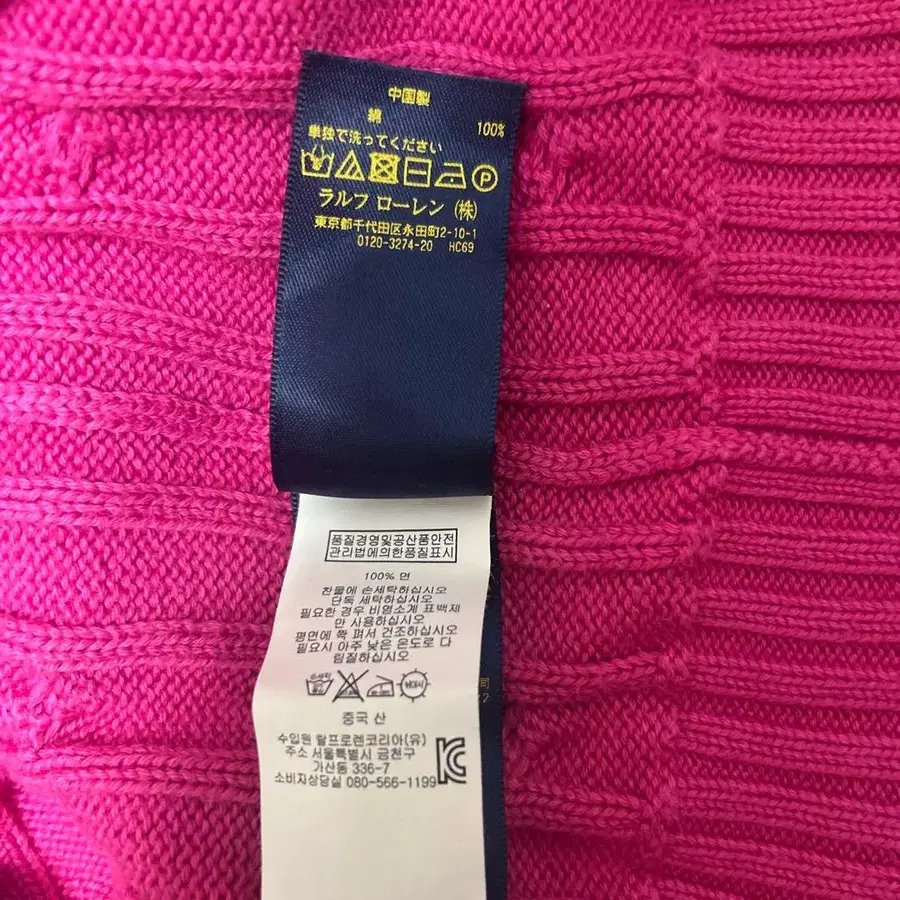 中国製
綿 100%
単独で洗ってください
P
ラルフ ローレン (株)
東京都千代田区永田町2-10-1
0120-3274-20 HC69
품질경영및공산품안전
관리법에의한품질표시
100% 면
찬물에 손세탁하십시오
단독 세탁하십시오
필요한 경우 비염소계 표백제
만 사용하십시오
평면에 쫙 펴서 건조하십시오
필요시 아주 낮은 온도로 다
림질하십시오
중국 산
수입원 랄프로렌코리아(유)
주소 서울특별시 금천구
가산동 336-7
소비자상담실 080-566-1199